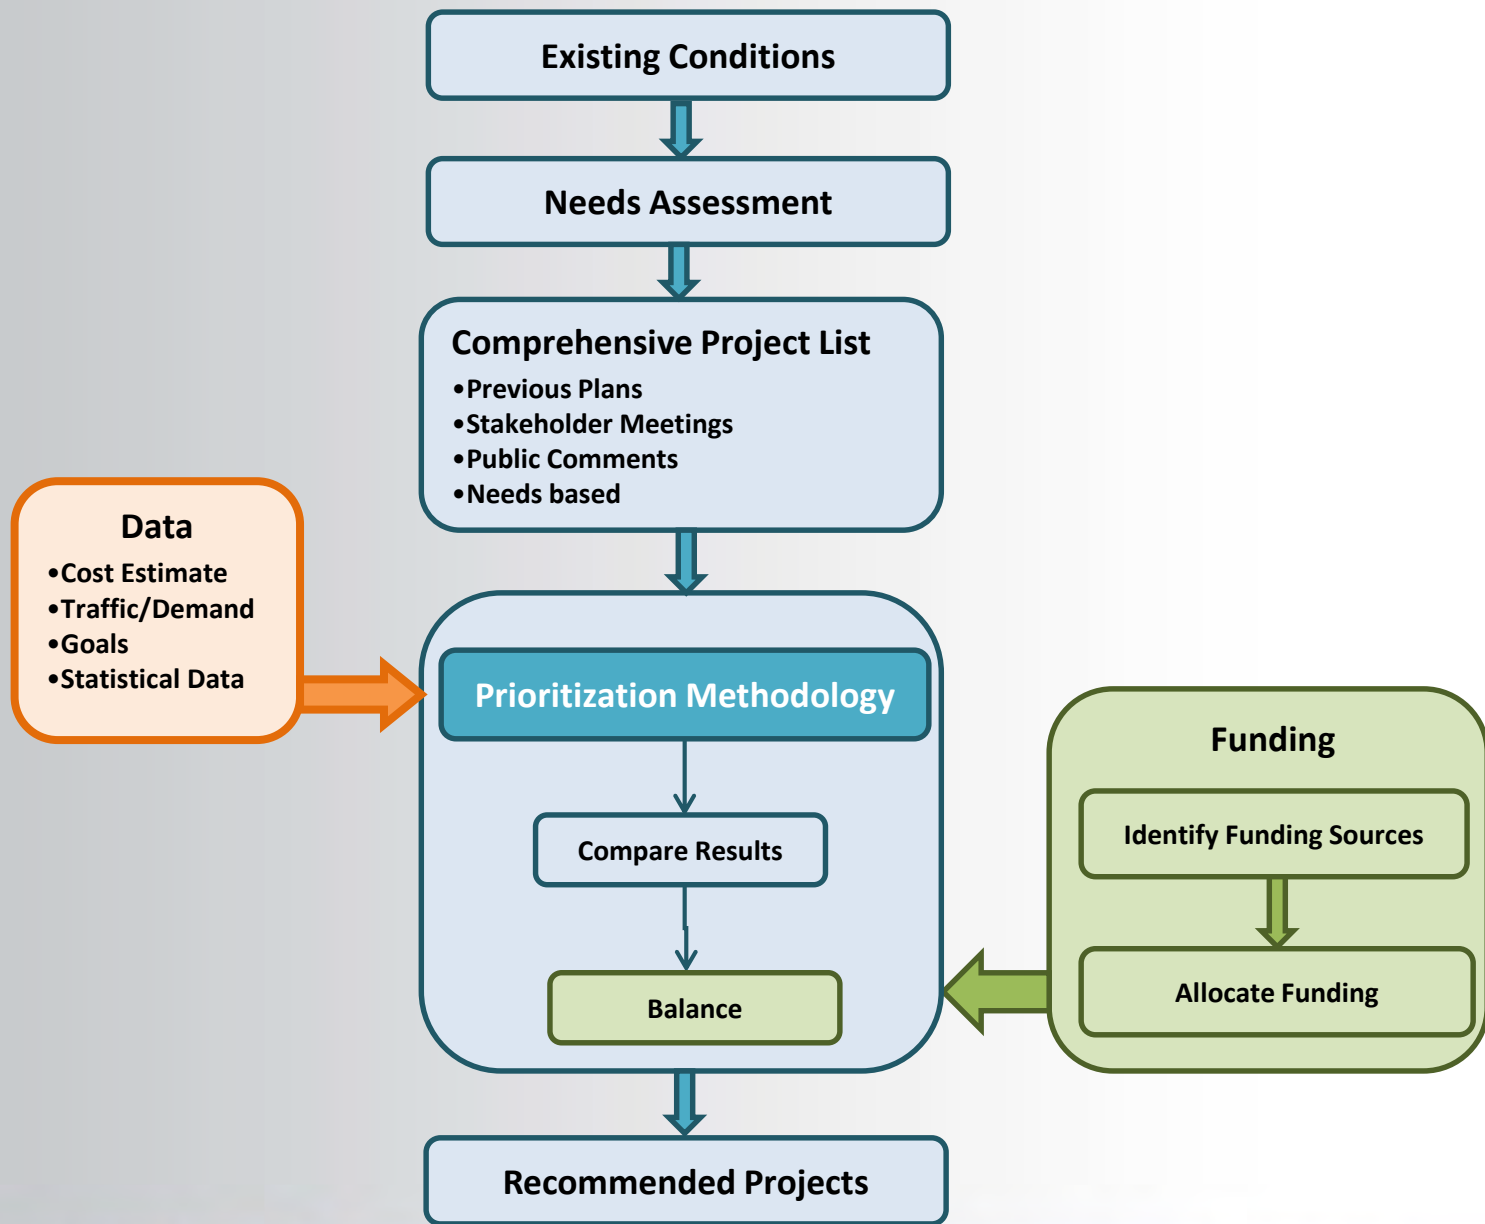 Existing Conditions
Needs Assessment
Comprehensive Project List
•Previous Plans
•Stakeholder Meetings
•Public Comments
•Needs based
Data
•Cost Estimate
•Traffic/Demand
•Goals
•Statistical Data
Prioritization Methodology
Compare Results
Balance
Funding
Identify Funding Sources
Allocate Funding
Recommended Projects